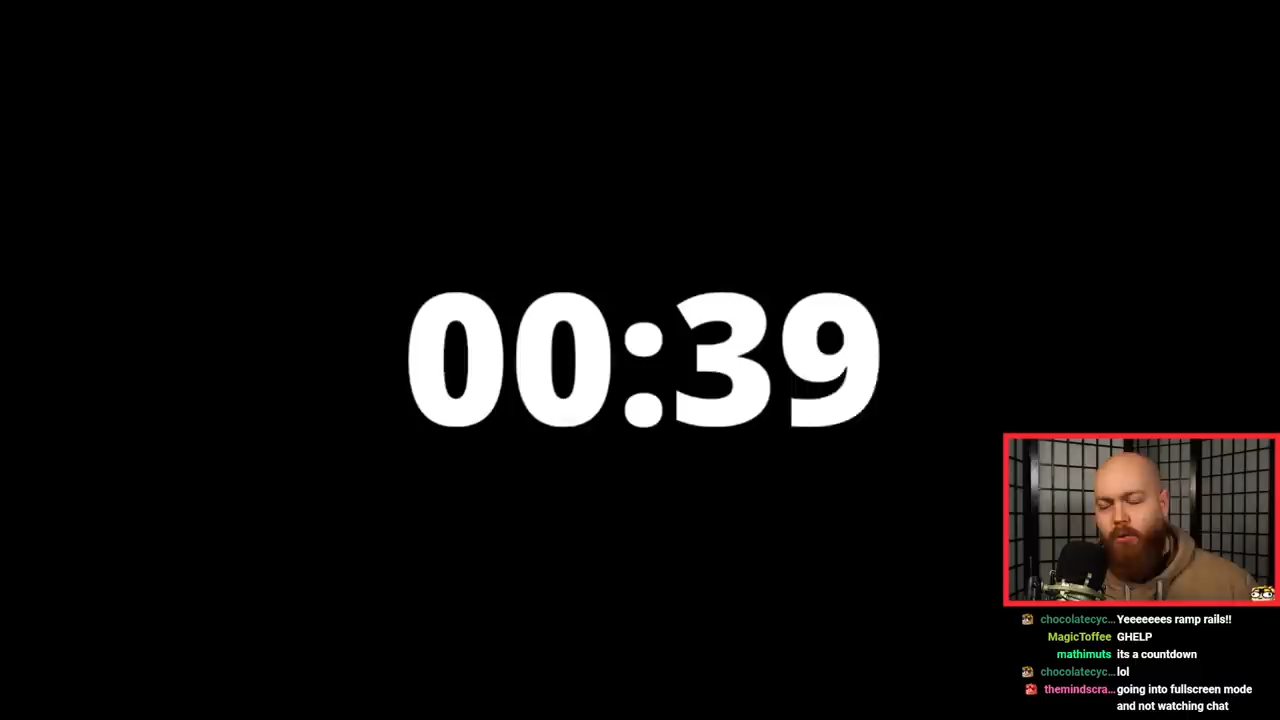 00:39
chocolatecyc... Yeeeeeees ramp rails!!
MagicToffee GHELP
mathimuts its a countdown
chocolatecyc... lol
themindscra... going into fullscreen mode
and not watching chat